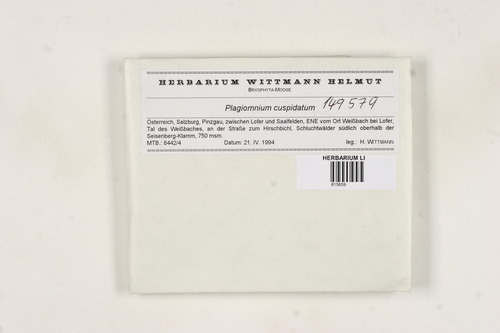 HERBARIUM WITTMANN HELMUT
BRYOPHYTA-MOOSE
Plagiomnium cuspidatum 149579
Österreich, Salzburg, Pinzgau, zwischen Lofer und Saalfelden, ENE vom Ort Weißbach bei Lofer,
Tal des Weißbaches, an der Straße zum Hirschbichl, Schluchtwälder südlich oberhalb der
Seisenberg-Klamm, 750 msm.
MTB.: 8442/4 Datum: 21. IV. 1994 leg.: H. WITTMANN
HERBARIUM LI
815659